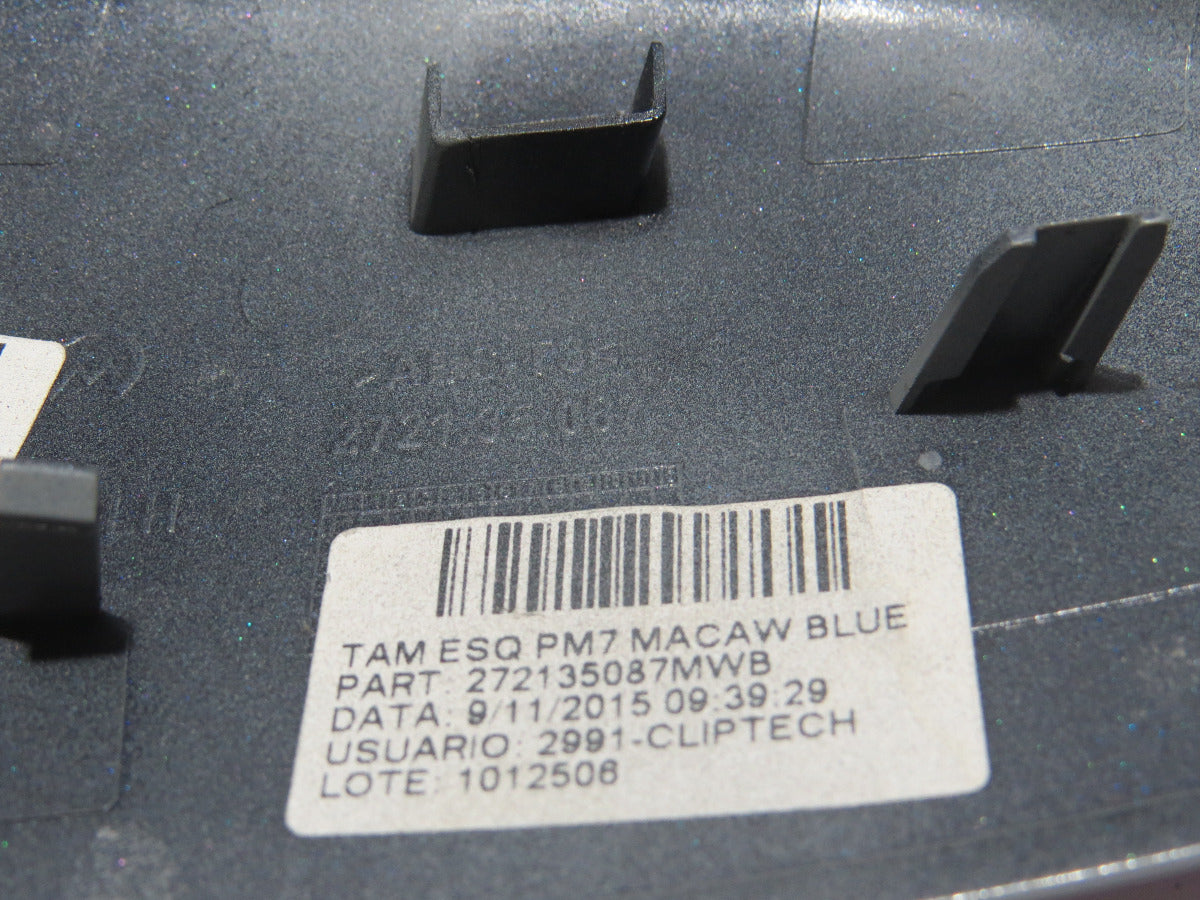 TAM ESQ PM7 MACAW BLUE
PART: 272135087MWB
DATA: 9/11/2015 09:39:29
USUARIO: 2991-CLIPTECH
LOTE: 1012506